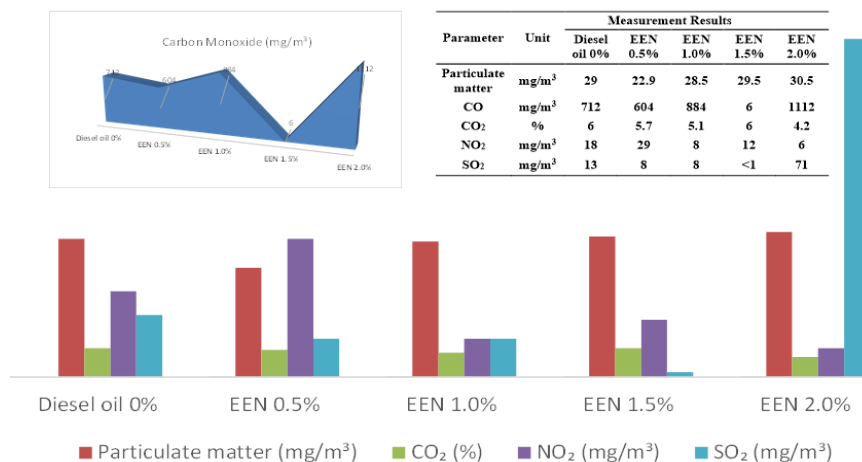 Carbon Monoxide (mg/m³)
712
604
884
6
1112
Diesel oil 0%
EEN 0.5%
EEN 1.0%
EEN 1.5%
EEN 2.0%
Measurement Results
Parameter Unit Diesel oil 0% EEN 0.5% EEN 1.0% EEN 1.5% EEN 2.0%
Particulate matter mg/m³ 29 22.9 28.5 29.5 30.5
CO mg/m³ 712 604 884 6 1112
CO₂ % 6 5.7 5.1 6 4.2
NO₂ mg/m³ 18 29 8 12 6
SO₂ mg/m³ 13 8 8 <1 71
Diesel oil 0% EEN 0.5% EEN 1.0% EEN 1.5% EEN 2.0%
Particulate matter (mg/m³) CO₂ (%) NO₂ (mg/m³) SO₂ (mg/m³)